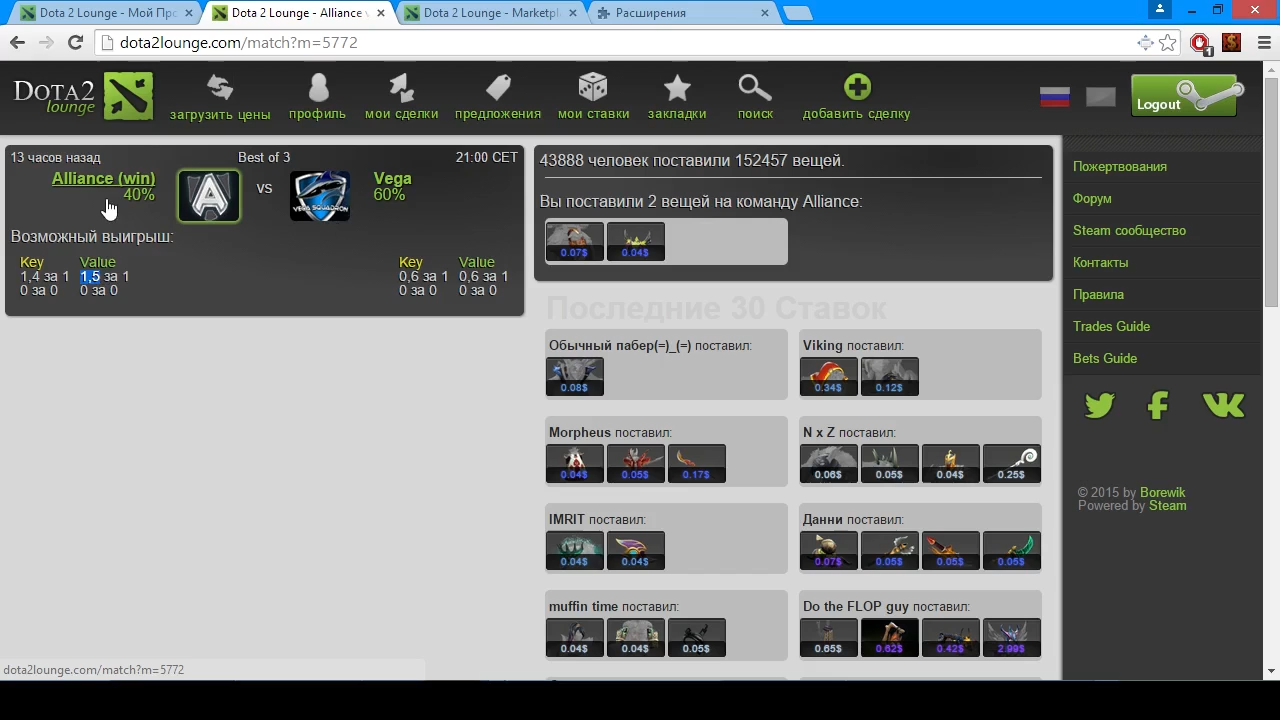 Dota 2 Lounge - Мой Про
Dota 2 Lounge - Alliance v
Dota 2 Lounge - Marketpl
Расширения
dota2lounge.com/match?m=5772
1
DOTA2
lounge
загрузить цены
профиль
мои сделки
предложения
мои ставки
закладки
поиск
добавить сделку
Logout
13 часов назад
Best of 3
21:00 CET
Alliance (win)
40%
vs
Vega
60%
VEGA SQUADRON
Возможный выигрыш:
Key
Value
1,4 за 1
1,5 за 1
0 за 0
0 за 0
Key
Value
0,6 за 1
0,6 за 1
0 за 0
0 за 0
43888 человек поставили 152457 вещей.
Вы поставили 2 вещей на команду Alliance:
0.07$
0.04$
Последние 30 Ставок
Обычный пабер(=)_(=) поставил:
0.08$
Viking поставил:
0.34$
0.12$
Morpheus поставил:
0.04$
0.05$
0.17$
N x Z поставил:
0.06$
0.05$
0.04$
0.25$
IMRIT поставил:
0.04$
0.04$
Данни поставил:
0.07$
0.05$
0.05$
0.05$
muffin time поставил:
0.04$
0.04$
0.05$
Do the FLOP guy поставил:
0.65$
0.62$
0.42$
2.99$
Пожертвования
Форум
Steam сообщество
Контакты
Правила
Trades Guide
Bets Guide
© 2015 by Borewik
Powered by Steam
dota2lounge.com/match?m=5772